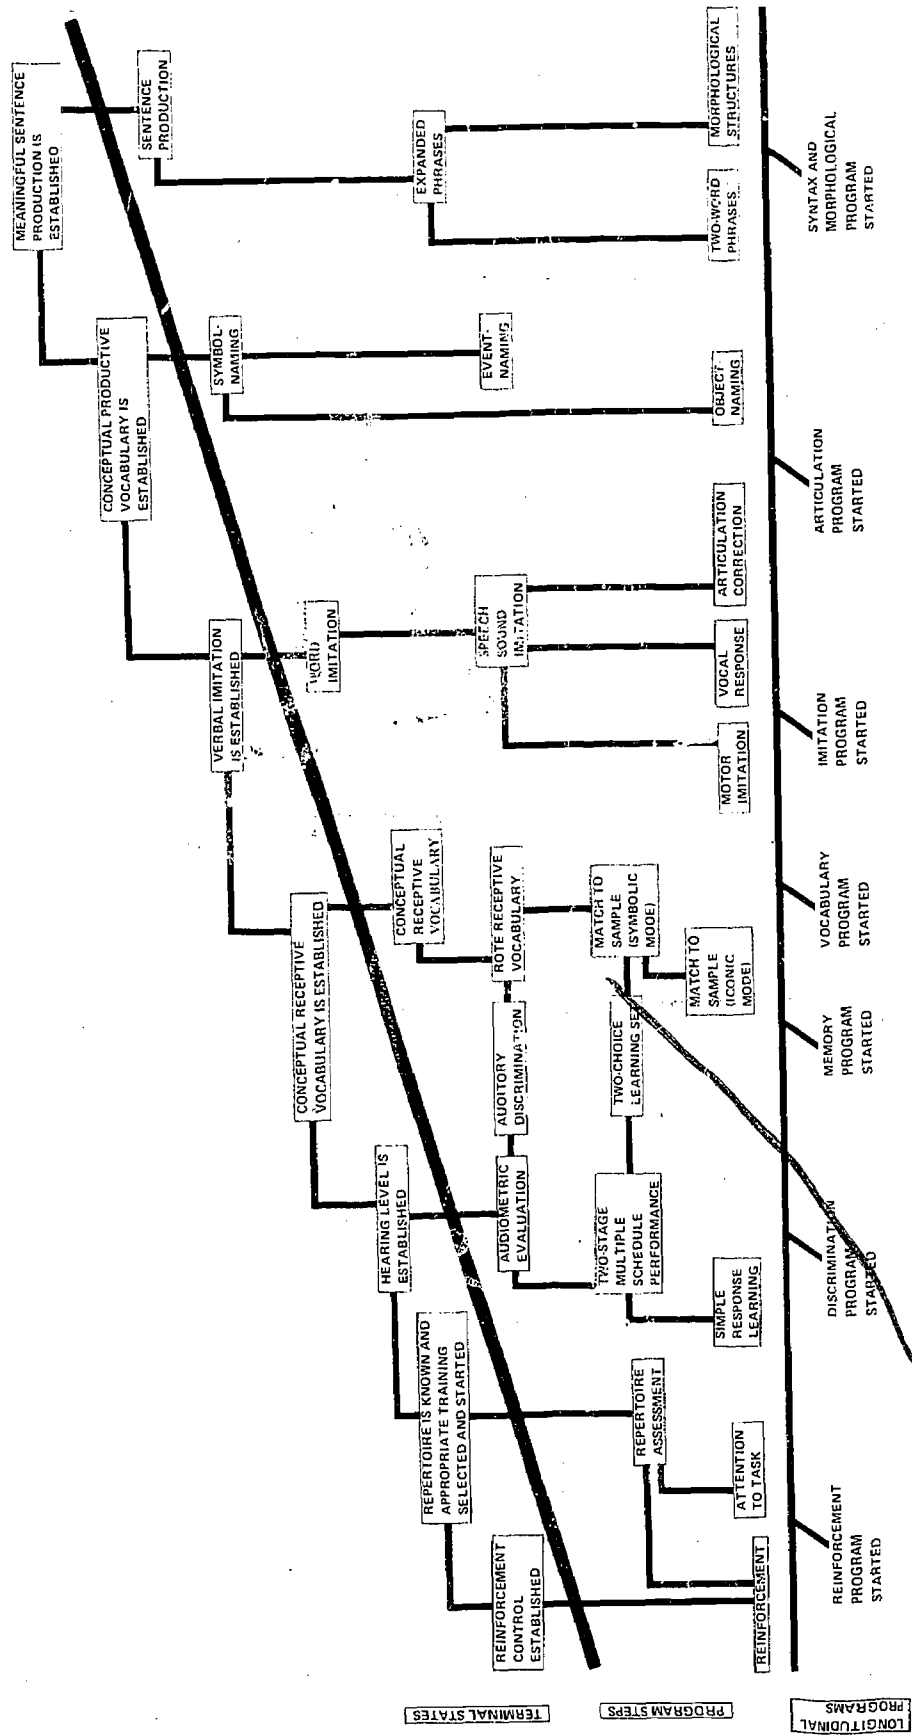 MEANINGFUL SENTENCE
PRODUCTION IS
ESTABLISHED
CONCEPTUAL PRODUCTIVE
VOCABULARY IS
ESTABLISHED
VERBAL IMITATION
IS ESTABLISHED
CONCEPTUAL RECEPTIVE
VOCABULARY IS ESTABLISHED
HEARING LEVEL IS
ESTABLISHED
REPERTOIRE IS KNOWN AND
APPROPRIATE TRAINING
SELECTED AND STARTED
REINFORCEMENT
CONTROL
ESTABLISHED
TERMINAL STATES
SENTENCE
PRODUCTION
SYMBOL-
NAMING
WORD
IMITATION
CONCEPTUAL
RECEPTIVE
VOCABULARY
EXPANDED
PHRASES
EVENT-
NAMING
SPEECH
SOUND
IMITATION
ROTE RECEPTIVE
VOCABULARY
AUDITORY
DISCRIMINATION
AUDIOMETRIC
EVALUATION
MATCH TO
SAMPLE
(SYMBOLIC
MODE)
TWO-CHOICE
LEARNING SET
TWO-STAGE
MULTIPLE
SCHEDULE
PERFORMANCE
REPERTOIRE
ASSESSMENT
PROGRAM STEPS
MORPHOLOGICAL
STRUCTURES
TWO-WORD
PHRASES
OBJECT-
NAMING
ARTICULATION
CORRECTION
VOCAL
RESPONSE
MOTOR
IMITATION
MATCH TO
SAMPLE
(ICONIC
MODE)
SIMPLE
RESPONSE
LEARNING
ATTENTION
TO TASK
REINFORCEMENT
LONGITUDINAL
PROGRAMS
REINFORCEMENT
PROGRAM
STARTED
DISCRIMINATION
PROGRAM
STARTED
MEMORY
PROGRAM
STARTED
VOCABULARY
PROGRAM
STARTED
IMITATION
PROGRAM
STARTED
ARTICULATION
PROGRAM
STARTED
SYNTAX AND
MORPHOLOGICAL
PROGRAM
STARTED